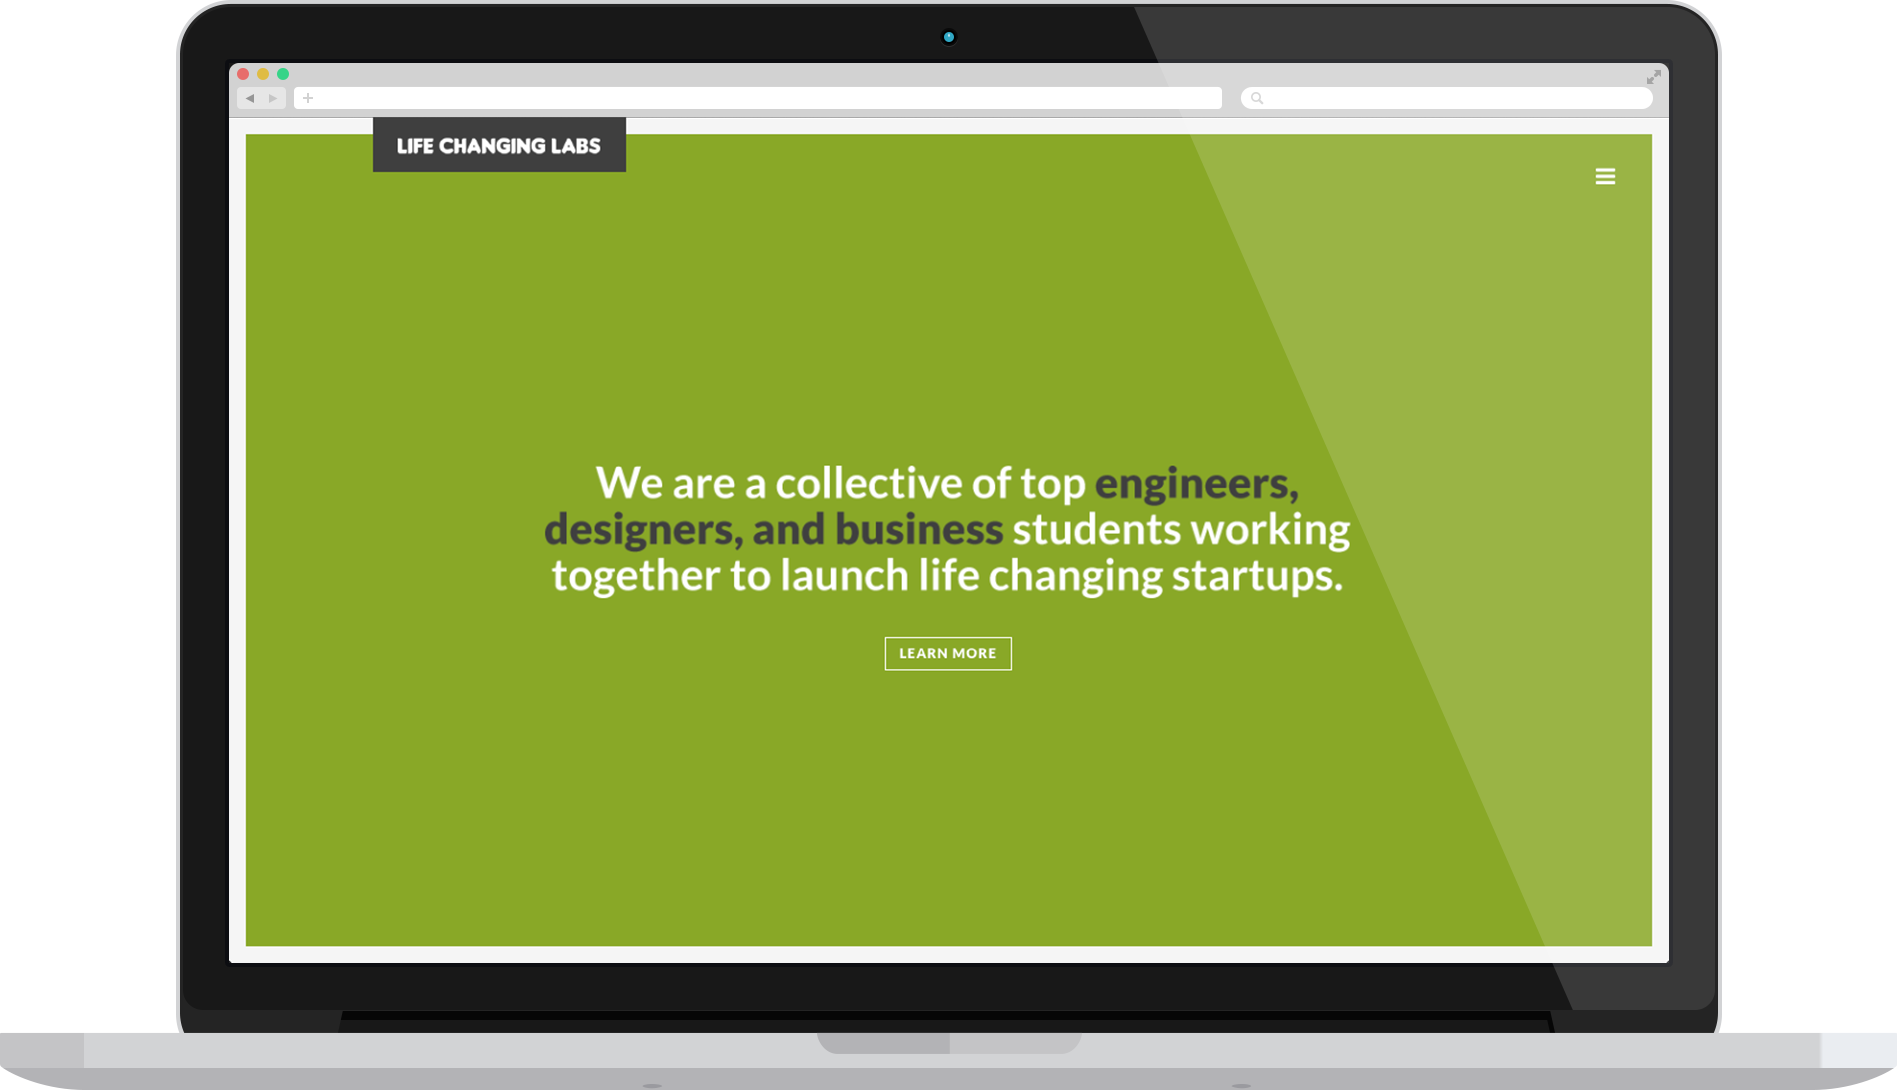 LIFE CHANGING LABS
We are a collective of top engineers,
designers, and business students working
together to launch life changing startups.
LEARN MORE